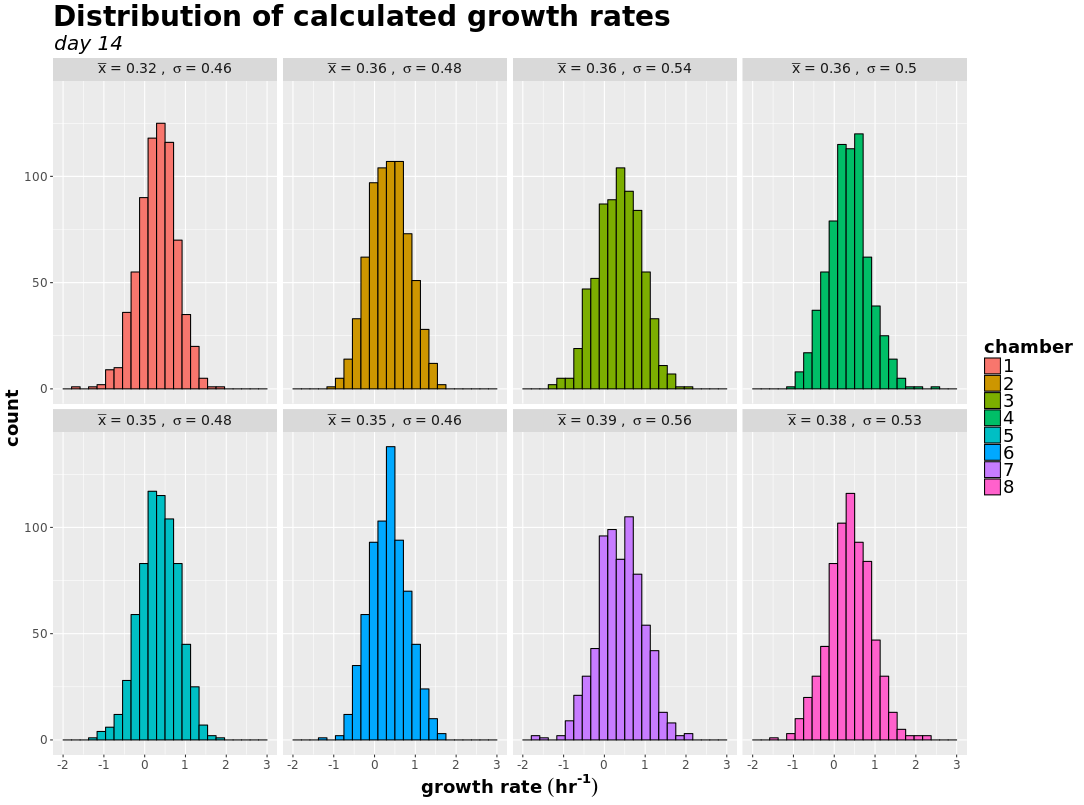 Distribution of calculated growth rates
day 14
x̅ = 0.32 , σ = 0.46
x̅ = 0.36 , σ = 0.48
x̅ = 0.36 , σ = 0.54
x̅ = 0.36 , σ = 0.5
100
50
0
x̅ = 0.35 , σ = 0.48
x̅ = 0.35 , σ = 0.46
x̅ = 0.39 , σ = 0.56
x̅ = 0.38 , σ = 0.53
100
50
0
-2 -1 0 1 2 3
-2 -1 0 1 2 3
-2 -1 0 1 2 3
-2 -1 0 1 2 3
growth rate (hr⁻¹)
count
chamber
1
2
3
4
5
6
7
8